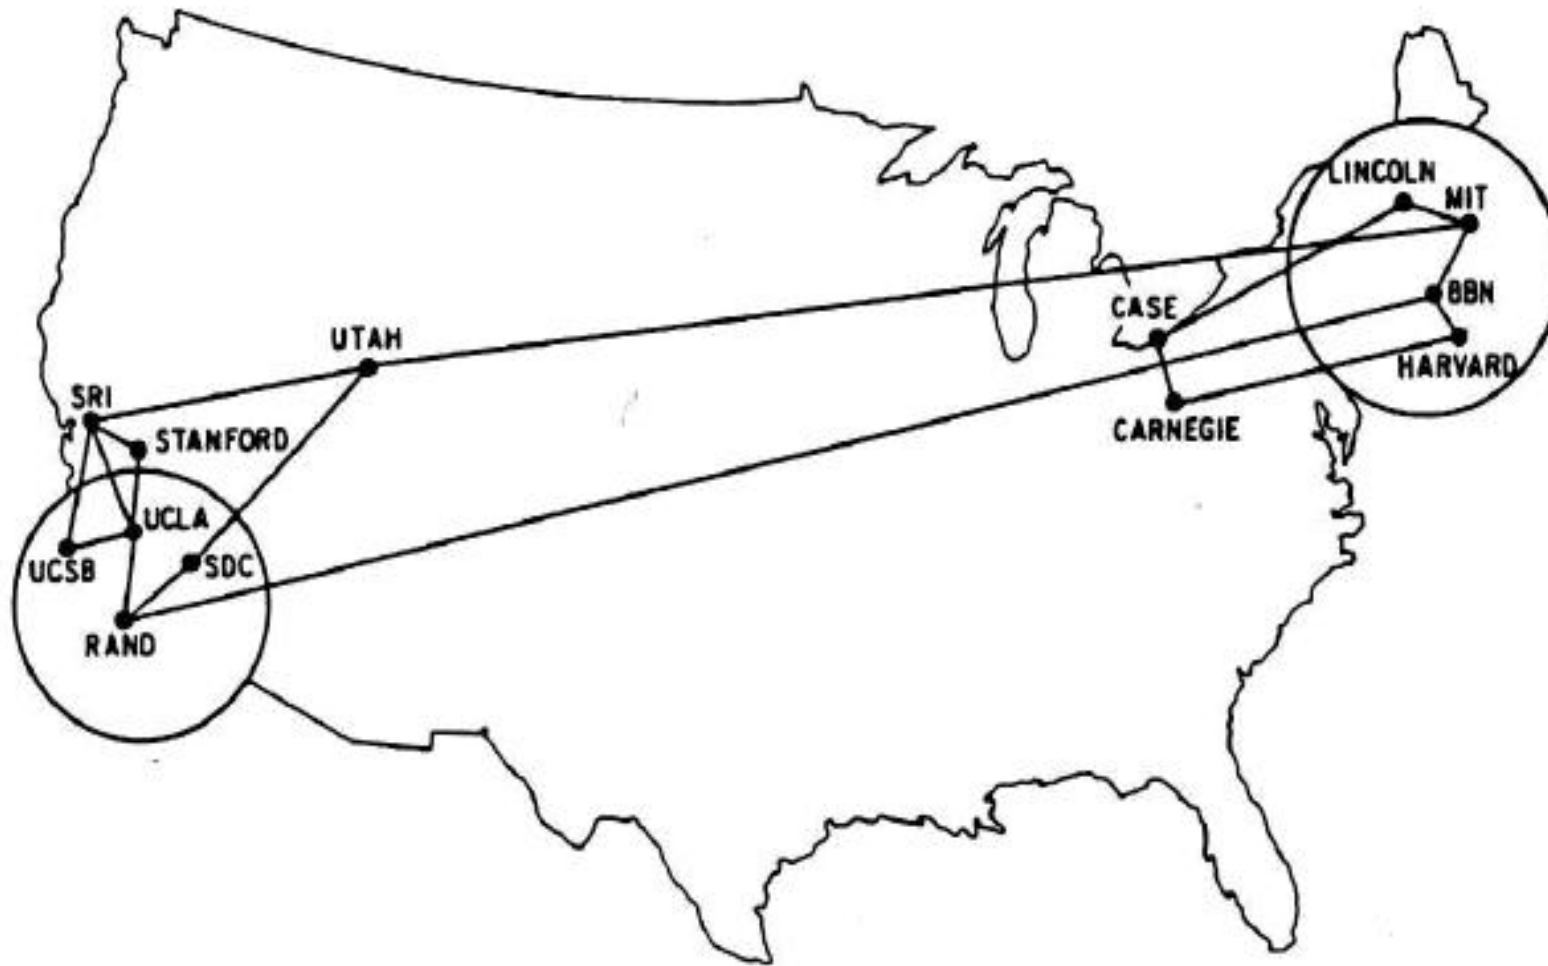 LINCOLN
MIT
BBN
CASE
UTAH
HARVARD
SRI
CARNEGIE
STANFORD
UCLA
UCSB
SDC
RAND